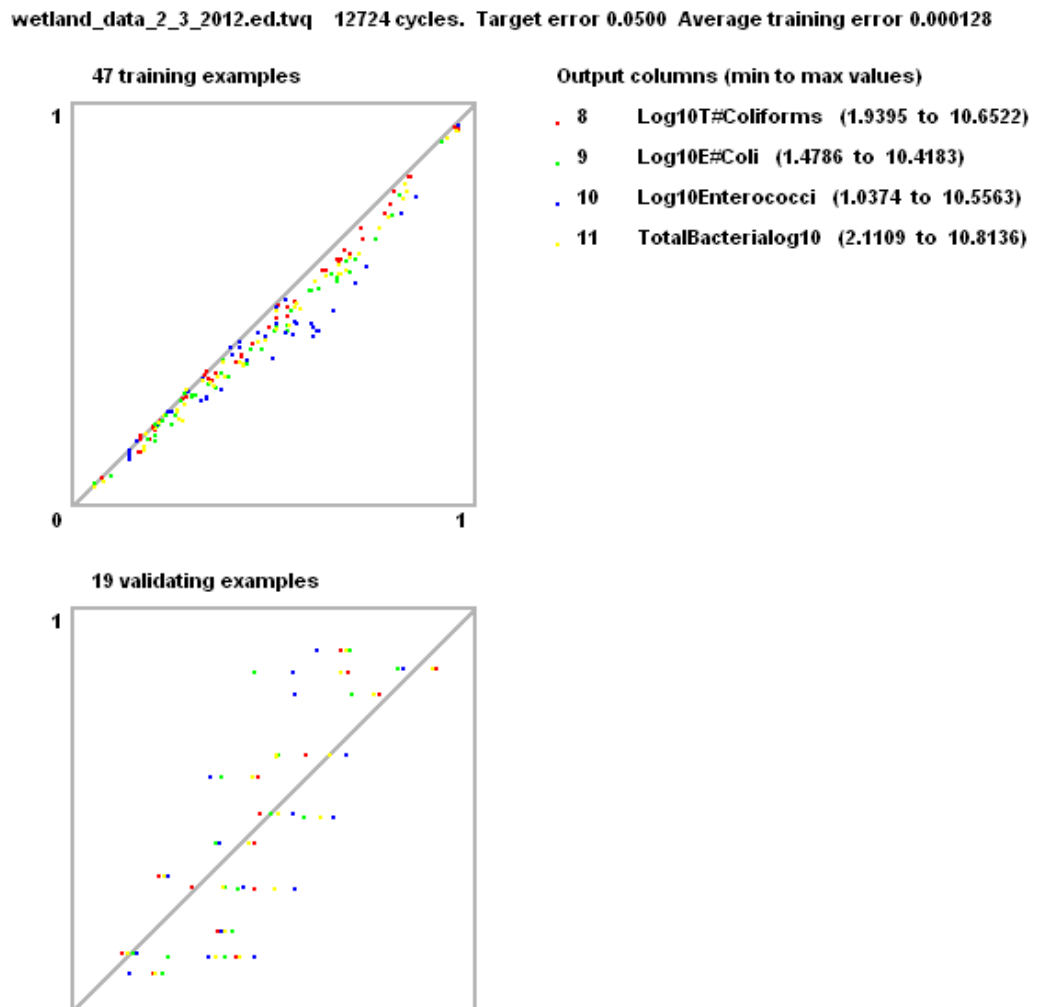 wetland_data_2_3_2012.ed.tvq 12724 cycles. Target error 0.0500 Average training error 0.000128
47 training examples
Output columns (min to max values)
1
8 Log10T#Coliforms (1.9395 to 10.6522)
9 Log10E#Coli (1.4786 to 10.4183)
10 Log10Enterococci (1.0374 to 10.5563)
11 TotalBacterialog10 (2.1109 to 10.8136)
0 1
19 validating examples
1